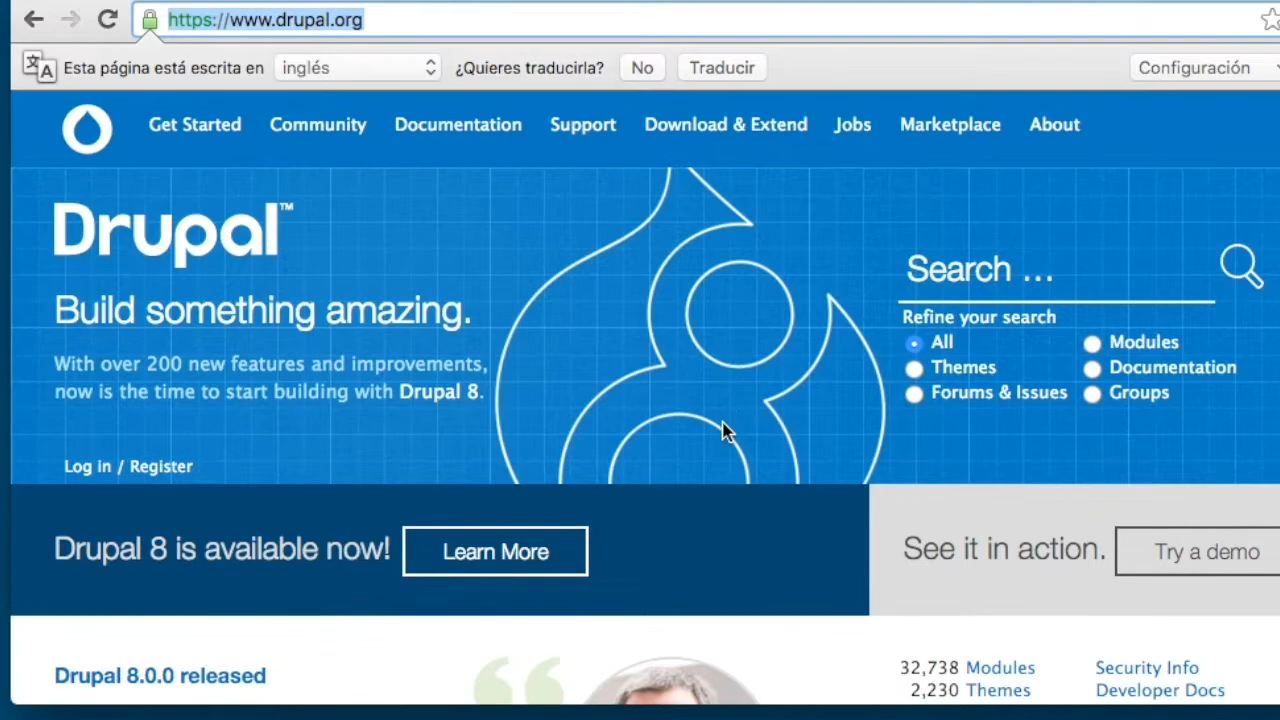 https://www.drupal.org
Esta página está escrita en inglés ¿Quieres traducirla? No Traducir Configuración
Get Started Community Documentation Support Download & Extend Jobs Marketplace About
Drupal™
Build something amazing.
With over 200 new features and improvements,
now is the time to start building with Drupal 8.
Log in / Register
Search ...
Refine your search
All Modules
Themes Documentation
Forums & Issues Groups
Drupal 8 is available now! Learn More
See it in action. Try a demo
Drupal 8.0.0 released
32,738 Modules Security Info
2,230 Themes Developer Docs